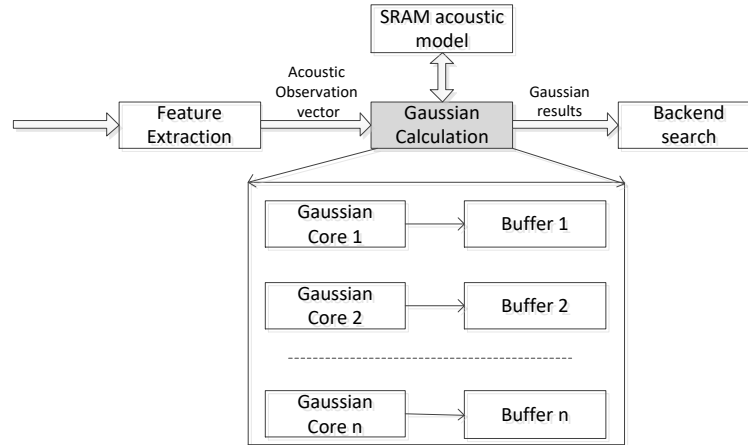 SRAM acoustic
model
Acoustic
Observation
vector
Gaussian
results
Feature
Extraction
Gaussian
Calculation
Backend
search
Gaussian
Core 1
Buffer 1
Gaussian
Core 2
Buffer 2
Gaussian
Core n
Buffer n